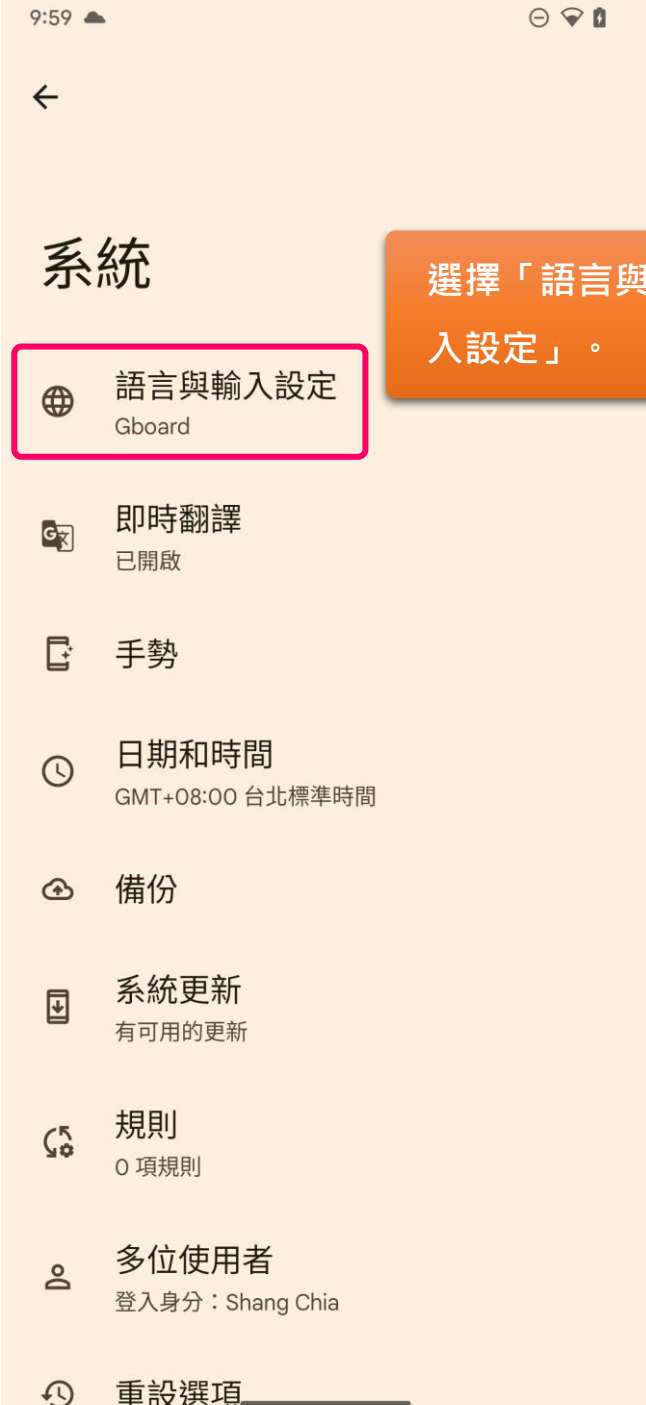 9:59
系統
選擇「語言與
入設定」。
語言與輸入設定
Gboard
即時翻譯
已開啟
手勢
日期和時間
GMT+08:00 台北標準時間
備份
系統更新
有可用的更新
規則
0 項規則
多位使用者
登入身分：Shang Chia
重設選項